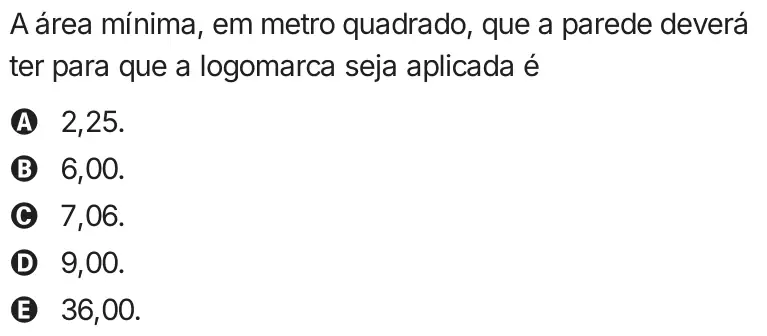 A área mínima, em metro quadrado, que a parede deverá
ter para que a logomarca seja aplicada é
A 2,25.
B 6,00.
C 7,06.
D 9,00.
E 36,00.